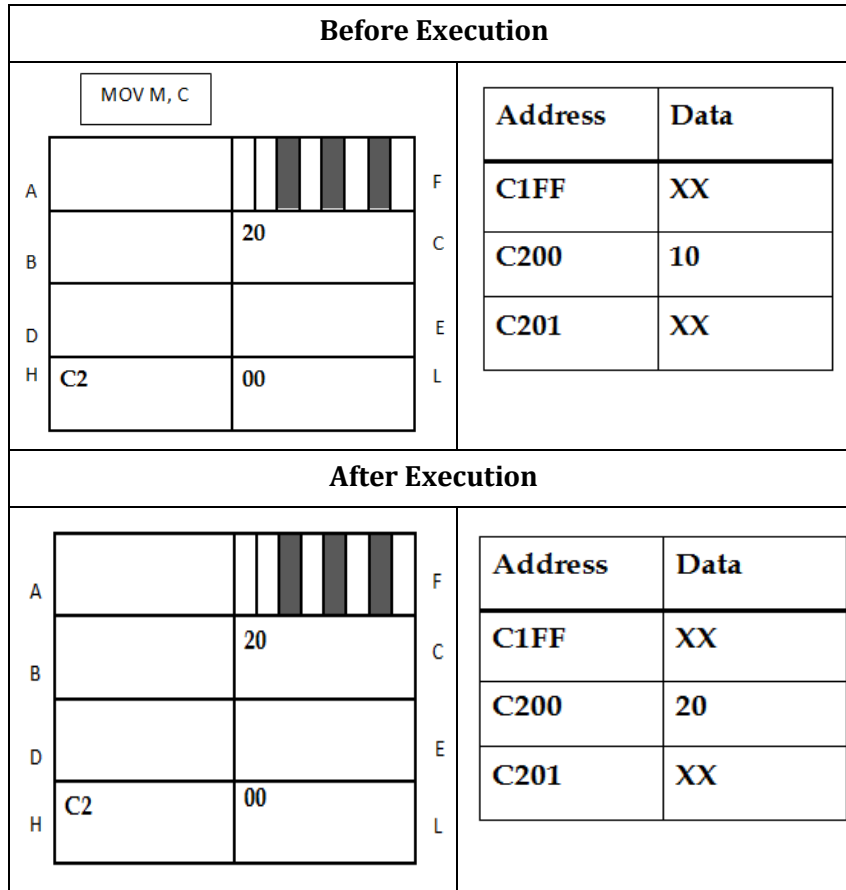 Before Execution
MOV M, C
A F
B 20 C
D E
H C2 00 L
Address Data
C1FF XX
C200 10
C201 XX
After Execution
A F
B 20 C
D E
H C2 00 L
Address Data
C1FF XX
C200 20
C201 XX